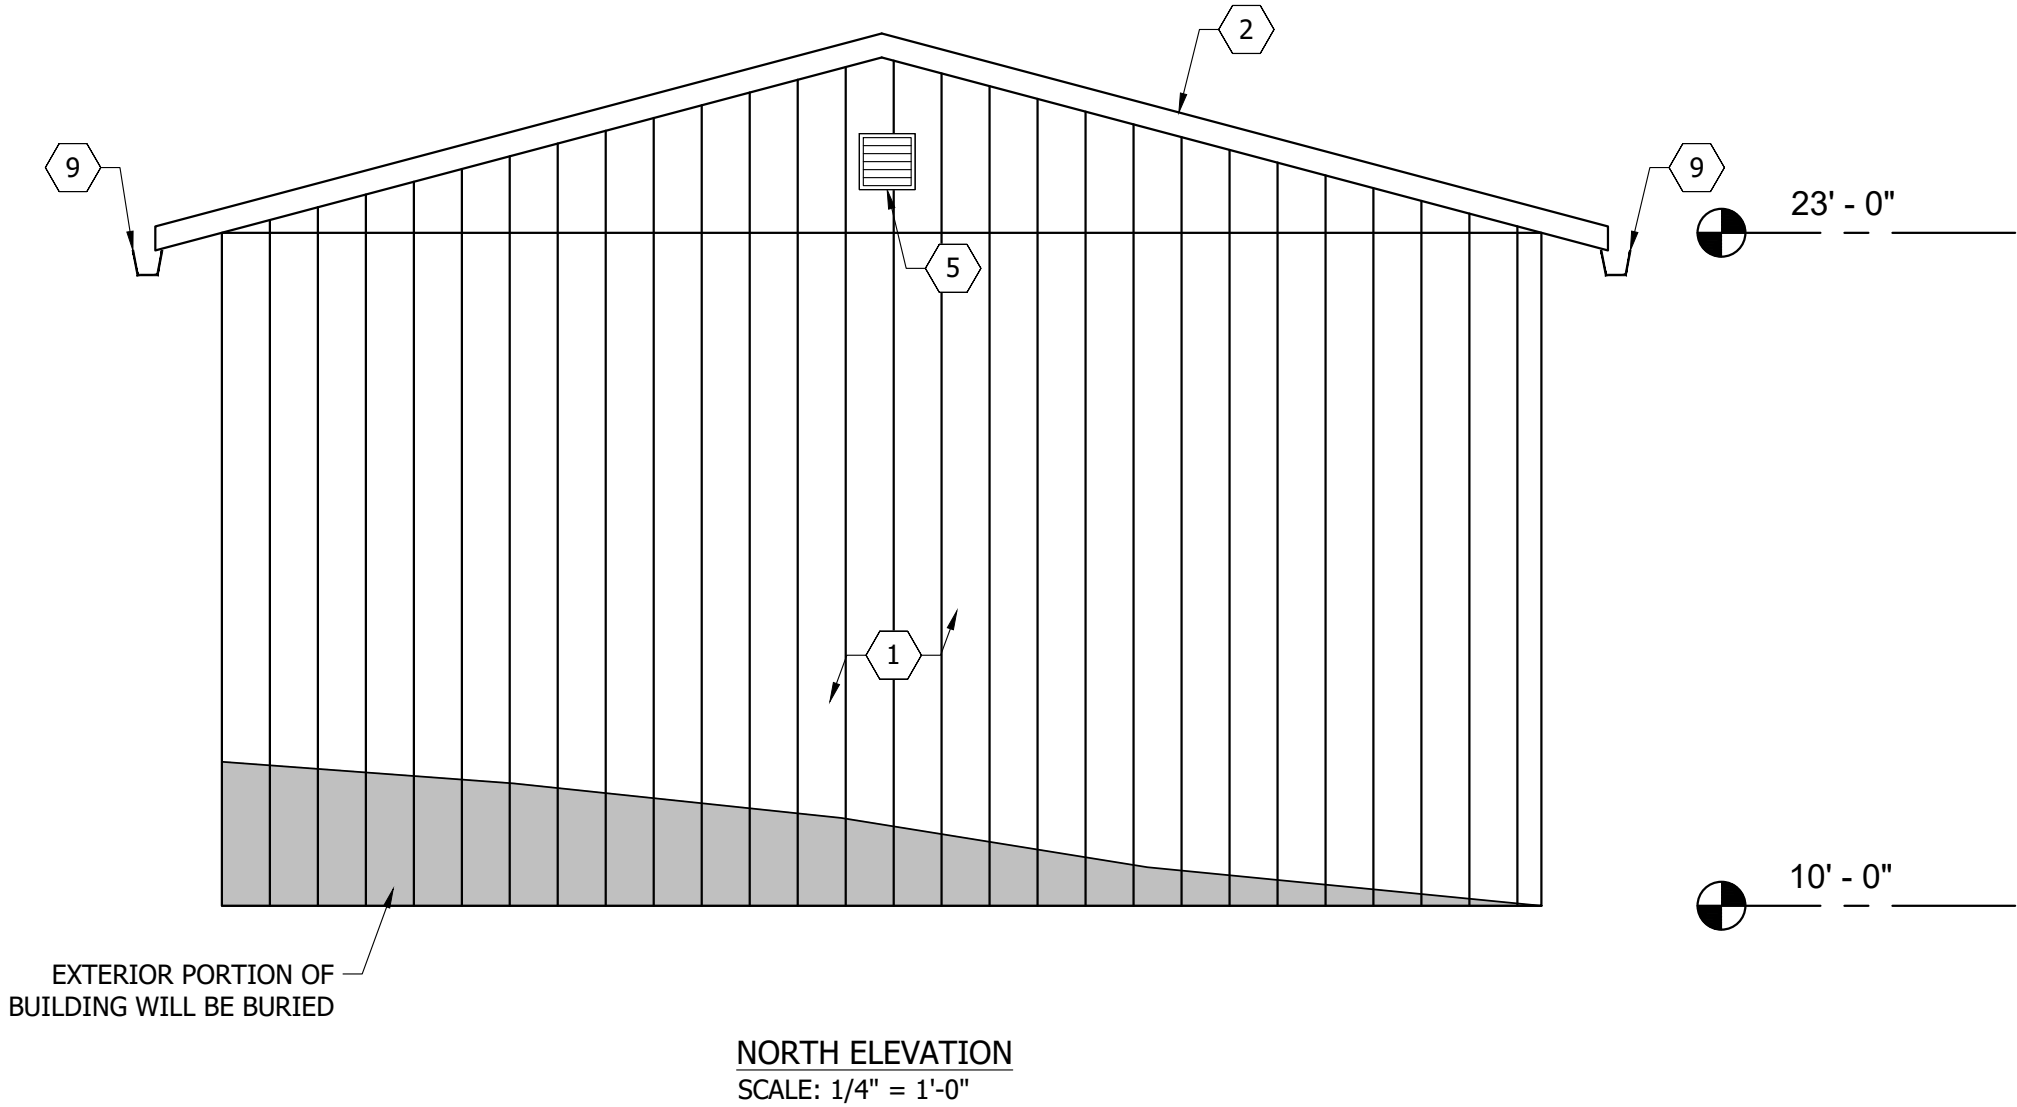 2
9
9
23' - 0"
5
1
10' - 0"
EXTERIOR PORTION OF
BUILDING WILL BE BURIED
NORTH ELEVATION
SCALE: 1/4" = 1'-0"